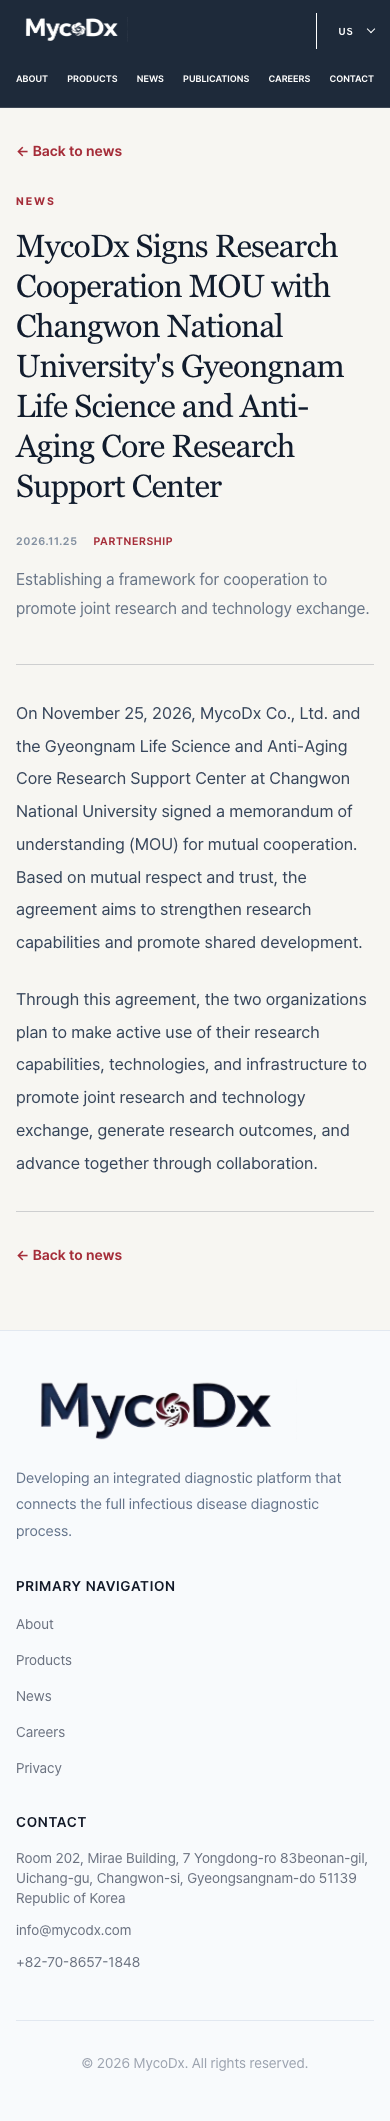 MycoDx
US
ABOUT PRODUCTS NEWS PUBLICATIONS CAREERS CONTACT
← Back to news
NEWS
MycoDx Signs Research
Cooperation MOU with
Changwon National
University's Gyeongnam
Life Science and Anti-
Aging Core Research
Support Center
2026.11.25 PARTNERSHIP
Establishing a framework for cooperation to
promote joint research and technology exchange.
On November 25, 2026, MycoDx Co., Ltd. and
the Gyeongnam Life Science and Anti-Aging
Core Research Support Center at Changwon
National University signed a memorandum of
understanding (MOU) for mutual cooperation.
Based on mutual respect and trust, the
agreement aims to strengthen research
capabilities and promote shared development.
Through this agreement, the two organizations
plan to make active use of their research
capabilities, technologies, and infrastructure to
promote joint research and technology
exchange, generate research outcomes, and
advance together through collaboration.
← Back to news
MycoDx
Developing an integrated diagnostic platform that
connects the full infectious disease diagnostic
process.
PRIMARY NAVIGATION
About
Products
News
Careers
Privacy
CONTACT
Room 202, Mirae Building, 7 Yongdong-ro 83beonan-gil,
Uichang-gu, Changwon-si, Gyeongsangnam-do 51139
Republic of Korea
info@mycodx.com
+82-70-8657-1848
© 2026 MycoDx. All rights reserved.